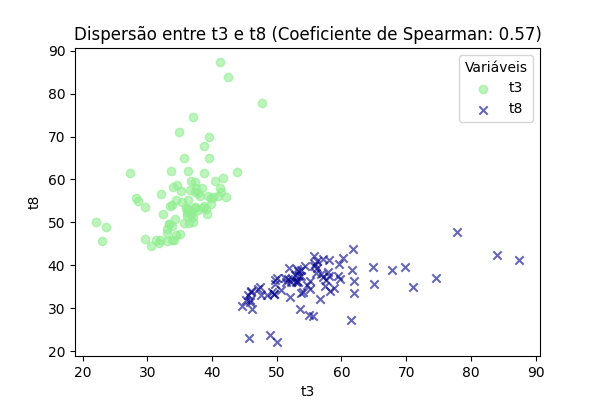 Dispersão entre t3 e t8 (Coeficiente de Spearman: 0.57)
90
80
70
60
50
40
30
20
t8
Variáveis
t3
t8
20 30 40 50 60 70 80 90
t3